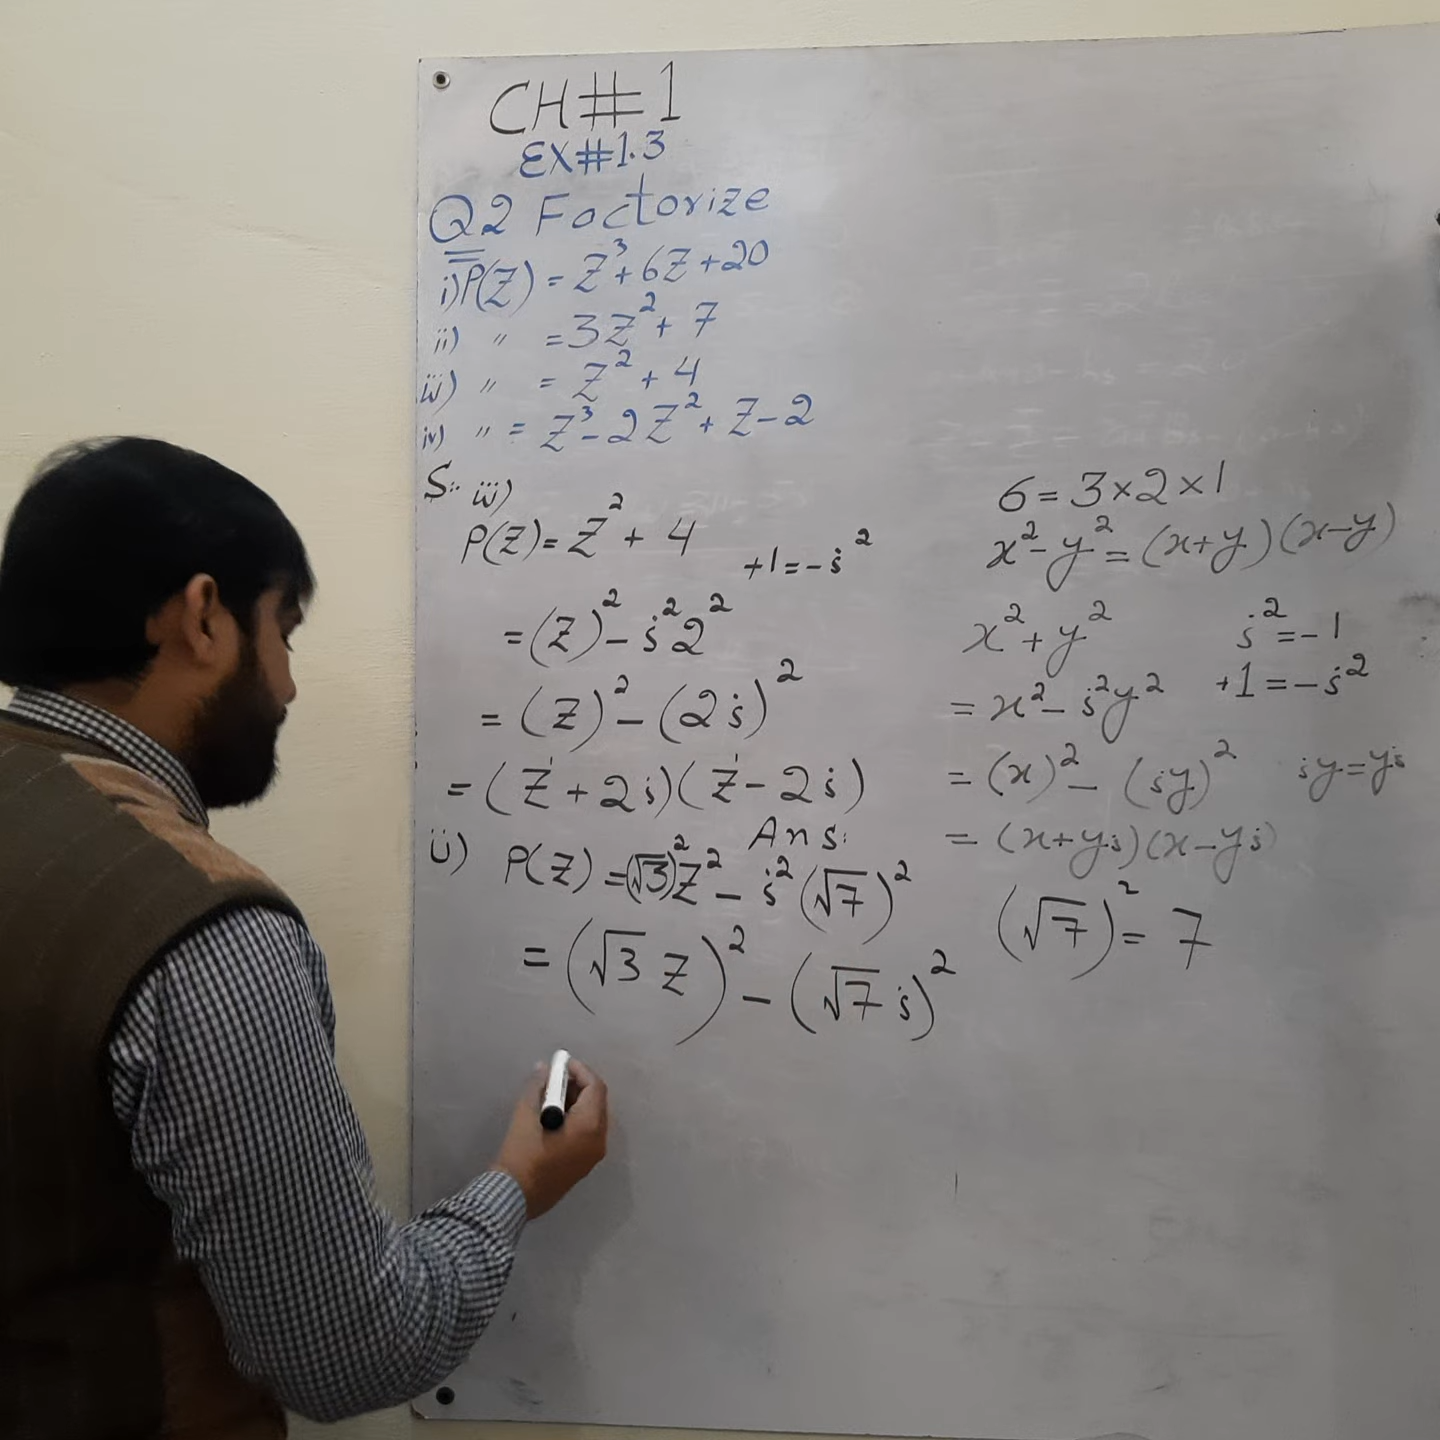 CH#1
EX#1.3
Q2 Factorize
i) P(Z) = Z³+6Z+20
ii) " = 3Z²+7
iii) " = Z²+4
iv) " = Z³-2Z²+Z-2
S:- iii)
P(Z) = Z²+4
+1 = -i²
= (Z)² - i²2²
= (Z)² - (2i)²
= (Z+2i)(Z-2i)
Ans:
ii) P(Z) = (√3)²Z² - i²(√7)²
= (√3 Z)² - (√7 i)²
6 = 3×2×1
x²-y² = (x+y)(x-y)
x²+y² i² = -1
= x² - i²y² +1 = -i²
= (x)² - (iy)² iy = yi
= (x+yi)(x-yi)
(√7)² = 7